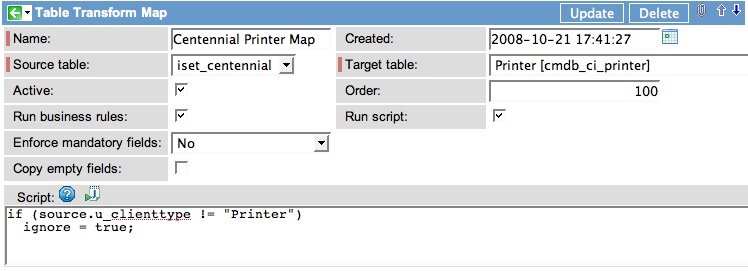 Table Transform Map Update Delete
Name: Centennial Printer Map Created: 2008-10-21 17:41:27
Source table: iset_centennial Target table: Printer [cmdb_ci_printer]
Active: Order: 100
Run business rules: Run script:
Enforce mandatory fields: No
Copy empty fields:
Script:
if (source.u_clienttype != "Printer")
ignore = true;